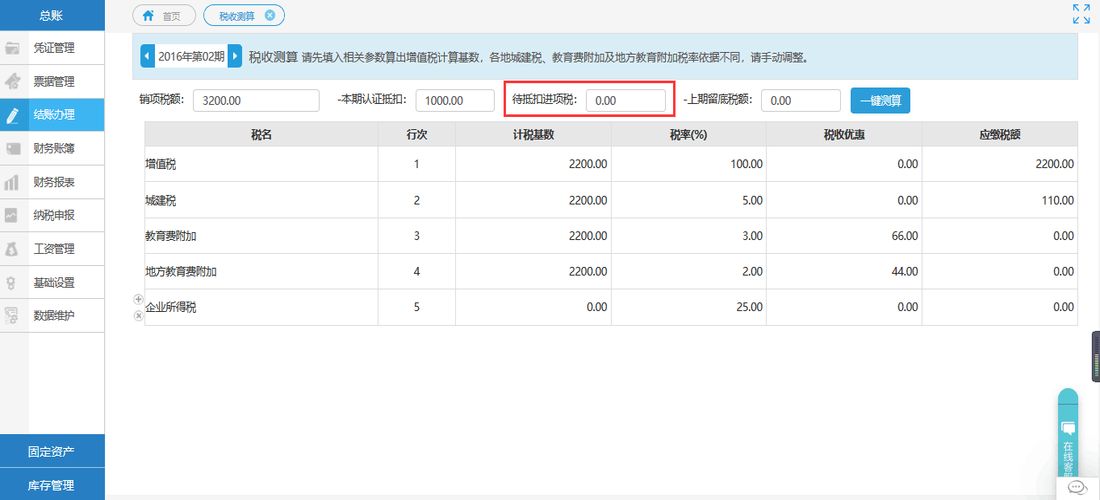 总账
首页
税收测算
凭证管理
票据管理
结账办理
财务账簿
财务报表
纳税申报
工资管理
基础设置
数据维护
固定资产
库存管理
2016年第02期
税收测算 请先填入相关参数算出增值税计算基数，各地城建税、教育费附加及地方教育附加税率依据不同，请手动调整。
销项税额： 3200.00 -本期认证抵扣： 1000.00 待抵扣进项税： 0.00 -上期留底税额： 0.00 一键测算
税名 行次 计税基数 税率(%) 税收优惠 应缴税额
增值税 1 2200.00 100.00 0.00 2200.00
城建税 2 2200.00 5.00 0.00 110.00
教育费附加 3 2200.00 3.00 66.00 0.00
地方教育费附加 4 2200.00 2.00 44.00 0.00
企业所得税 5 0.00 25.00 0.00 0.00
在线客服